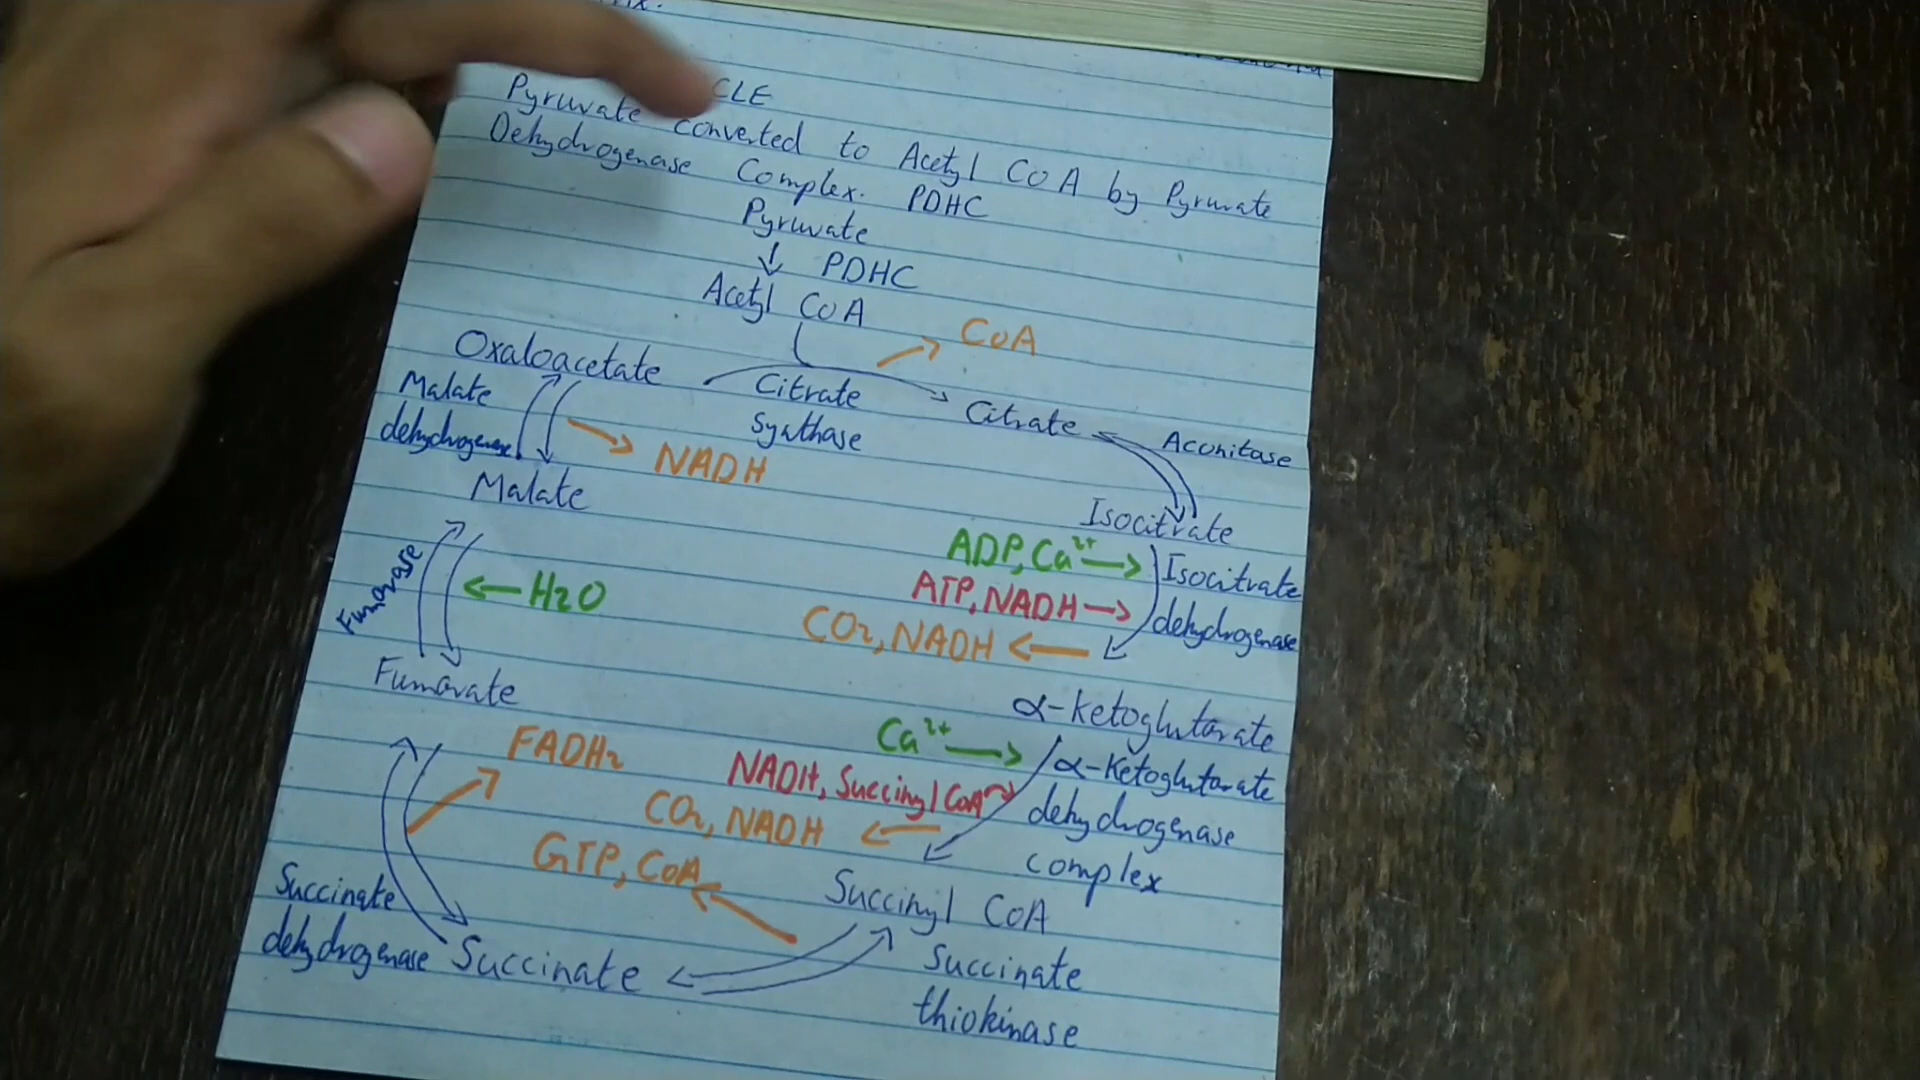 CLE
Pyruvate converted to Acetyl CoA by Pyruvate
Dehydrogenase Complex. PDHC
Pyruvate
PDHC
Acetyl CoA
CoA
Oxaloacetate
Citrate
Synthase
Citrate
Aconitase
Malate
dehydrogenase
NADH
Malate
Isocitrate
ADP, Ca2+
Isocitrate
dehydrogenase
ATP, NADH
CO2, NADH
Fumarase
H2O
Fumarate
α-ketoglutarate
Ca2+
α-Ketoglutarate
dehydrogenase
complex
FADH2
NADH, Succinyl CoA
CO2, NADH
GTP, CoA
Succinyl CoA
Succinate
dehydrogenase
Succinate
Succinate
thiokinase